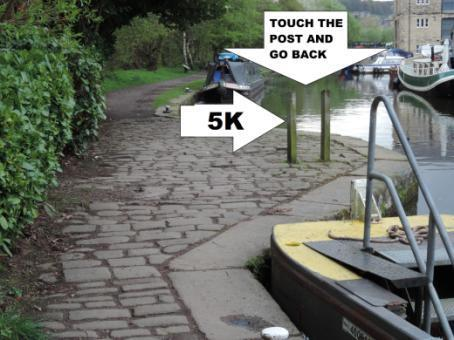 TOUCH THE
POST AND
GO BACK
5K